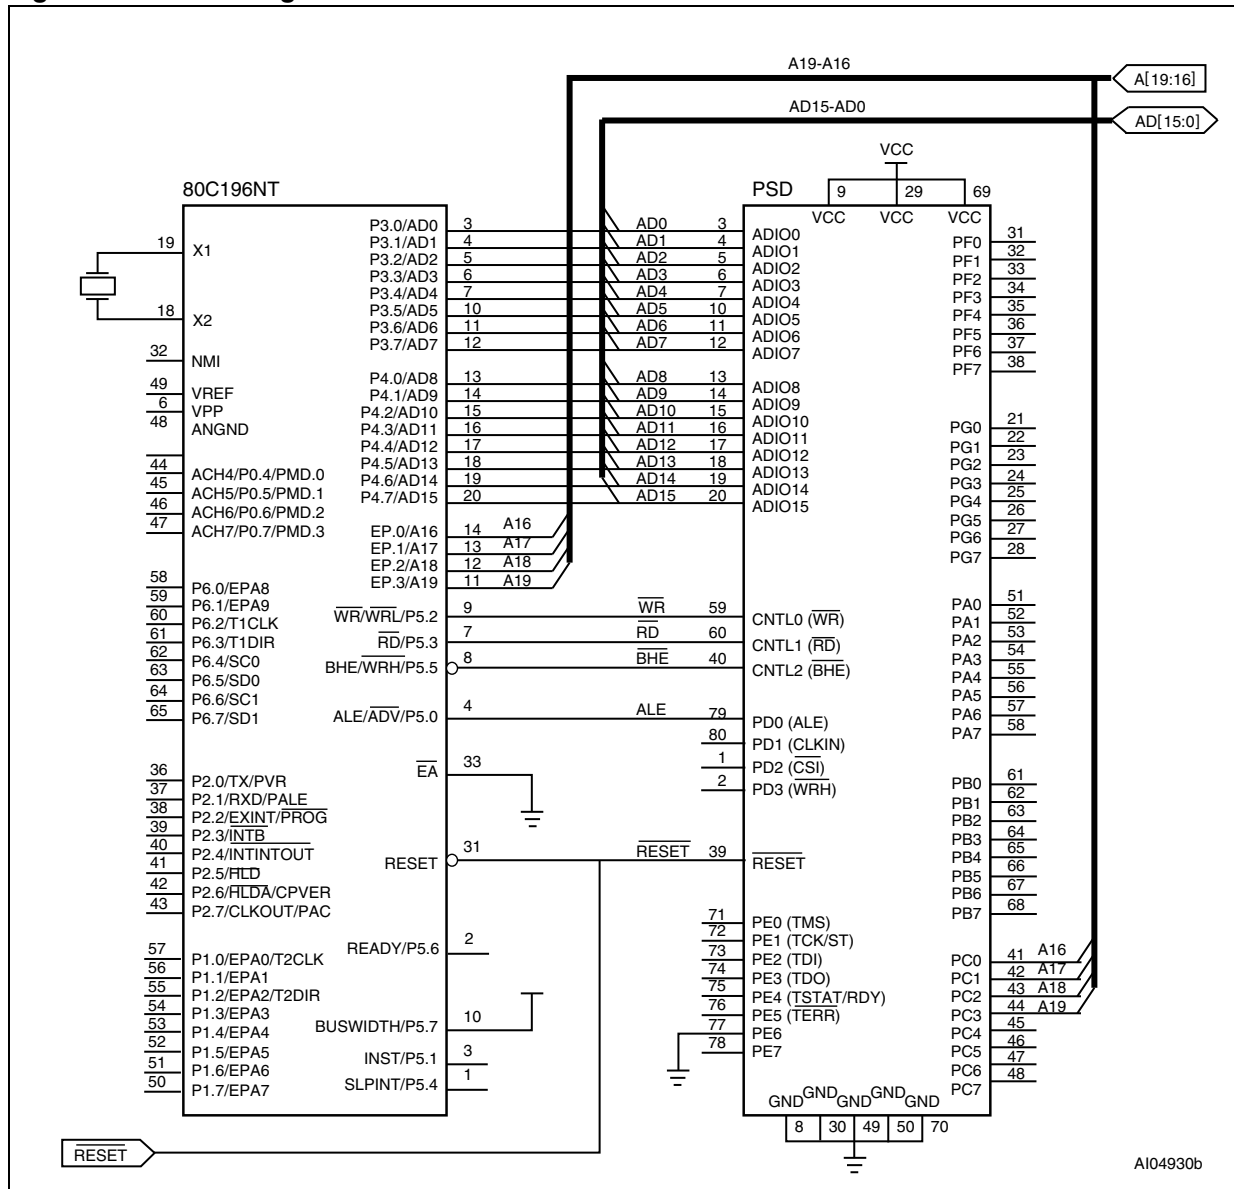 A19-A16
A[19:16]
AD15-AD0
AD[15:0]
VCC
80C196NT
PSD
9 29 69
VCC VCC VCC
19 X1
18 X2
32 NMI
49 VREF
6 VPP
48 ANGND
44 ACH4/P0.4/PMD.0
45 ACH5/P0.5/PMD.1
46 ACH6/P0.6/PMD.2
47 ACH7/P0.7/PMD.3
58 P6.0/EPA8
59 P6.1/EPA9
60 P6.2/T1CLK
61 P6.3/T1DIR
62 P6.4/SC0
63 P6.5/SD0
64 P6.6/SC1
65 P6.7/SD1
36 P2.0/TX/PVR
37 P2.1/RXD/PALE
38 P2.2/EXINT/PROG
39 P2.3/INTB
40 P2.4/INTINTOUT
41 P2.5/HLD
42 P2.6/HLDA/CPVER
43 P2.7/CLKOUT/PAC
57 P1.0/EPA0/T2CLK
56 P1.1/EPA1
55 P1.2/EPA2/T2DIR
54 P1.3/EPA3
53 P1.4/EPA4
52 P1.5/EPA5
51 P1.6/EPA6
50 P1.7/EPA7
P3.0/AD0 3 AD0 3 ADIO0
P3.1/AD1 4 AD1 4 ADIO1
P3.2/AD2 5 AD2 5 ADIO2
P3.3/AD3 6 AD3 6 ADIO3
P3.4/AD4 7 AD4 7 ADIO4
P3.5/AD5 10 AD5 10 ADIO5
P3.6/AD6 11 AD6 11 ADIO6
P3.7/AD7 12 AD7 12 ADIO7
P4.0/AD8 13 AD8 13 ADIO8
P4.1/AD9 14 AD9 14 ADIO9
P4.2/AD10 15 AD10 15 ADIO10
P4.3/AD11 16 AD11 16 ADIO11
P4.4/AD12 17 AD12 17 ADIO12
P4.5/AD13 18 AD13 18 ADIO13
P4.6/AD14 19 AD14 19 ADIO14
P4.7/AD15 20 AD15 20 ADIO15
EP.0/A16 14 A16
EP.1/A17 13 A17
EP.2/A18 12 A18
EP.3/A19 11 A19
WR/WRL/P5.2 9 WR 59 CNTL0 (WR)
RD/P5.3 7 RD 60 CNTL1 (RD)
BHE/WRH/P5.5 8 BHE 40 CNTL2 (BHE)
ALE/ADV/P5.0 4 ALE 79 PD0 (ALE)
80 PD1 (CLKIN)
1 PD2 (CSI)
2 PD3 (WRH)
EA 33
RESET 31 RESET 39 RESET
READY/P5.6 2
BUSWIDTH/P5.7 10
INST/P5.1 3
SLPINT/P5.4 1
71 PE0 (TMS)
72 PE1 (TCK/ST)
73 PE2 (TDI)
74 PE3 (TDO)
75 PE4 (TSTAT/RDY)
76 PE5 (TERR)
77 PE6
78 PE7
PF0 31
PF1 32
PF2 33
PF3 34
PF4 35
PF5 36
PF6 37
PF7 38
PG0 21
PG1 22
PG2 23
PG3 24
PG4 25
PG5 26
PG6 27
PG7 28
PA0 51
PA1 52
PA2 53
PA3 54
PA4 55
PA5 56
PA6 57
PA7 58
PB0 61
PB1 62
PB2 63
PB3 64
PB4 65
PB5 66
PB6 67
PB7 68
PC0 41 A16
PC1 42 A17
PC2 43 A18
PC3 44 A19
PC4 45
PC5 46
PC6 47
PC7 48
GND GND GND GND GND
8 30 49 50 70
RESET
AI04930b